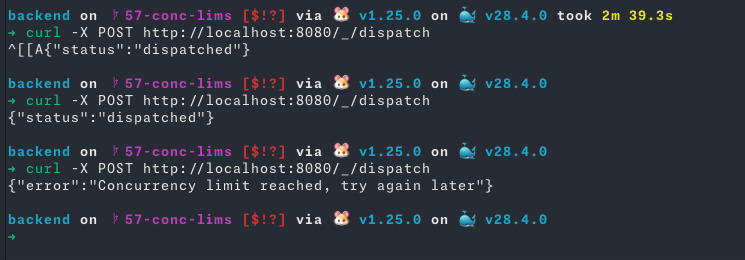 backend on 57-conc-lims [$!?] via 🐹 v1.25.0 on 🐳 v28.4.0 took 2m 39.3s
→ curl -X POST http://localhost:8080/_/dispatch
^[[A{"status":"dispatched"}
backend on 57-conc-lims [$!?] via 🐹 v1.25.0 on 🐳 v28.4.0
→ curl -X POST http://localhost:8080/_/dispatch
{"status":"dispatched"}
backend on 57-conc-lims [$!?] via 🐹 v1.25.0 on 🐳 v28.4.0
→ curl -X POST http://localhost:8080/_/dispatch
{"error":"Concurrency limit reached, try again later"}
backend on 57-conc-lims [$!?] via 🐹 v1.25.0 on 🐳 v28.4.0
→